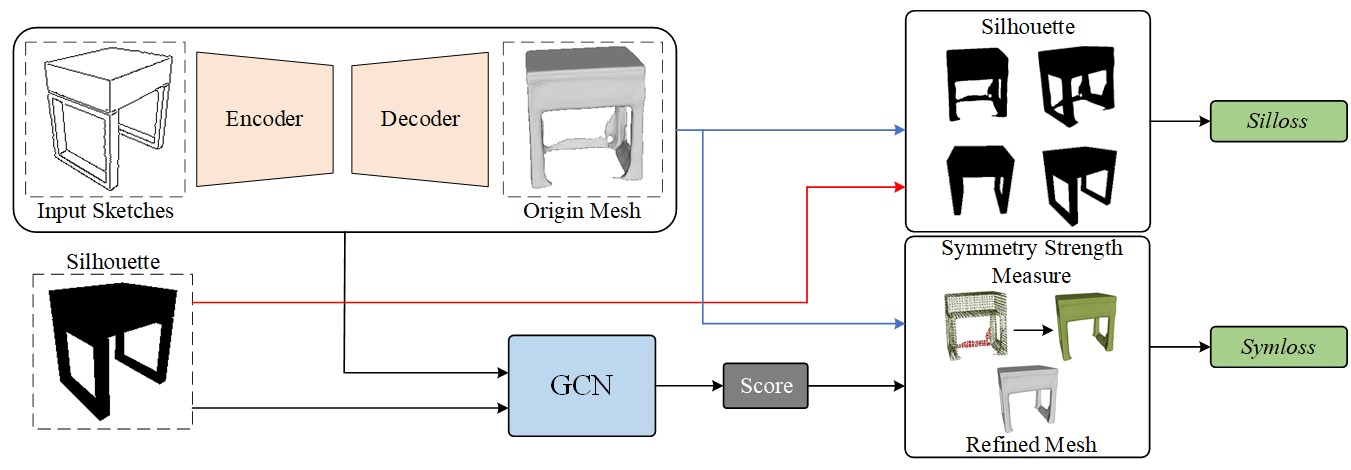 Input Sketches
Encoder
Decoder
Origin Mesh
Silhouette
GCN
Score
Silhouette
Silloss
Symmetry Strength
Measure
Refined Mesh
Symloss